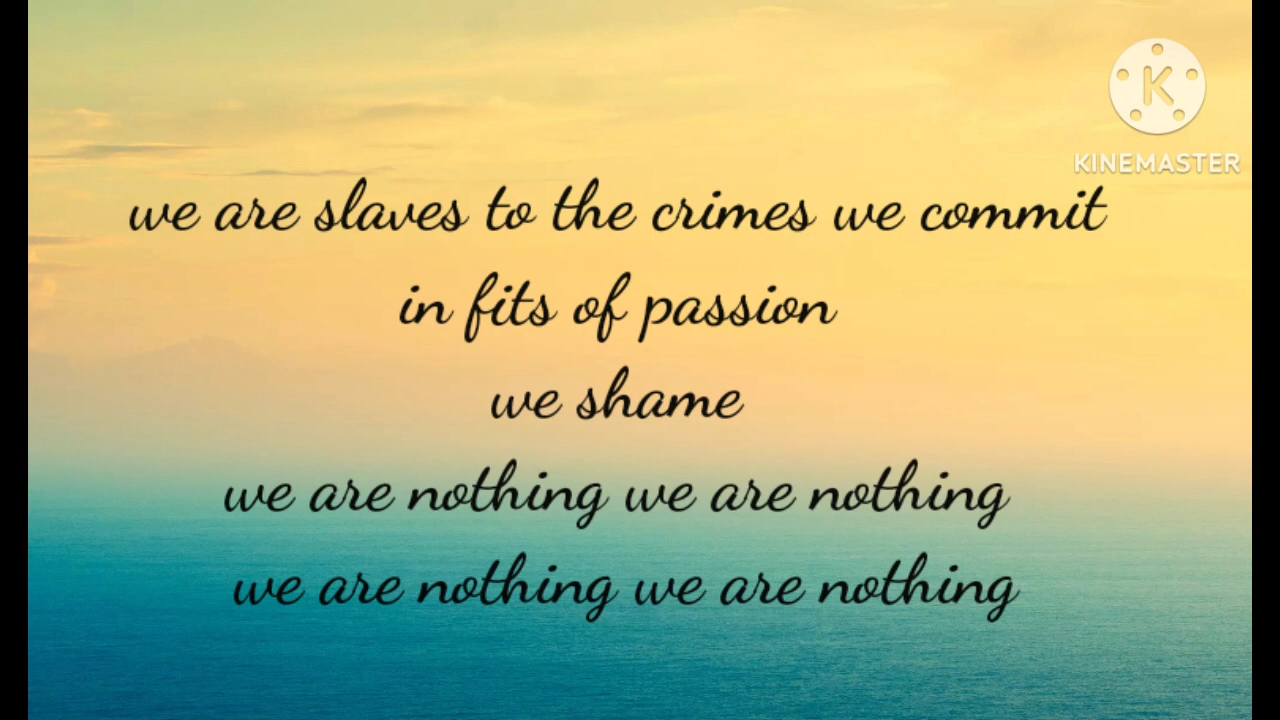 K
KINEMASTER
we are slaves to the crimes we commit
in fits of passion
we shame
we are nothing we are nothing
we are nothing we are nothing